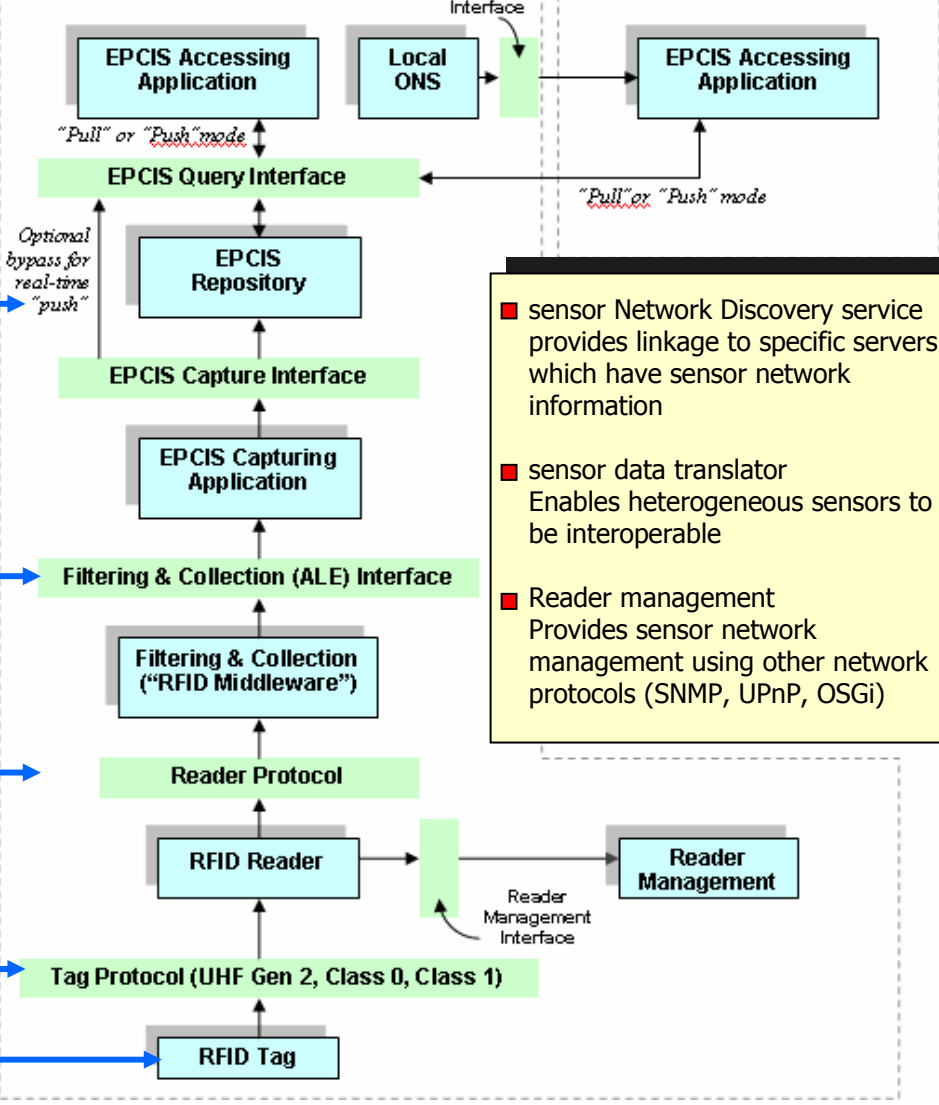 Interface
EPCIS Accessing
Application
Local
ONS
EPCIS Accessing
Application
"Pull" or "Push"mode
EPCIS Query Interface
"Pull"or "Push" mode
Optional
bypass for
real-time
"push"
EPCIS
Repository
EPCIS Capture Interface
EPCIS Capturing
Application
Filtering & Collection (ALE) Interface
Filtering & Collection
(“RFID Middleware”)
Reader Protocol
RFID Reader
Reader
Management
Interface
Reader
Management
Tag Protocol (UHF Gen 2, Class 0, Class 1)
RFID Tag
sensor Network Discovery service
provides linkage to specific servers
which have sensor network
information
sensor data translator
Enables heterogeneous sensors to
be interoperable
Reader management
Provides sensor network
management using other network
protocols (SNMP, UPnP, OSGi)